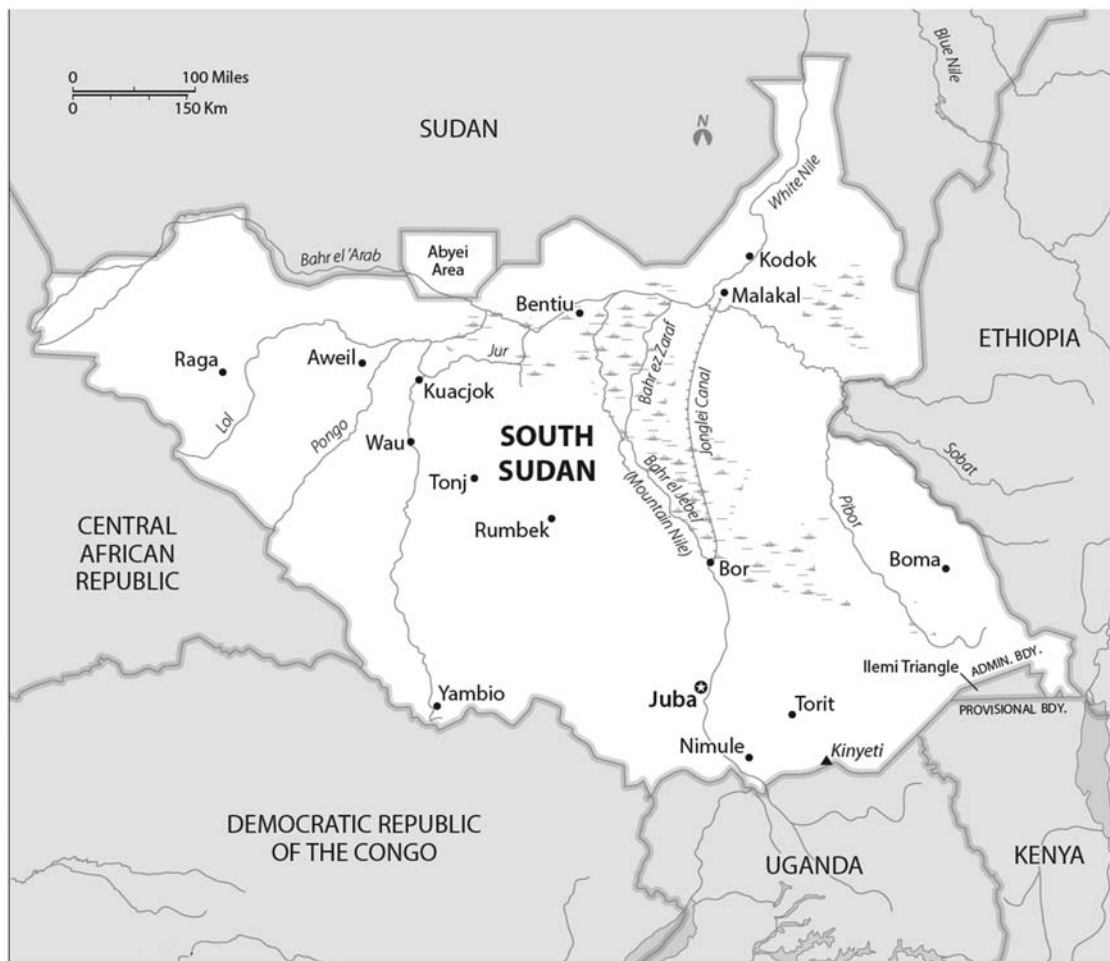 0 100 Miles
0 150 Km
SUDAN
N
Blue Nile
White Nile
Bahr el 'Arab
Abyei
Area
Kodok
Bentiu
Malakal
ETHIOPIA
Raga
Aweil
Jur
Bahr ez Zaraf
Kuacjok
Jonglei Canal
Lol
Pongo
Wau
SOUTH
SUDAN
Sobat
Tonj
Bahr el Jebel
(Mountain Nile)
Pibor
Rumbek
CENTRAL
AFRICAN
REPUBLIC
Bor
Boma
Ilemi Triangle
ADMIN. BDY.
Yambio
Juba
Torit
PROVISIONAL BDY.
Nimule
Kinyeti
DEMOCRATIC REPUBLIC
OF THE CONGO
UGANDA
KENYA